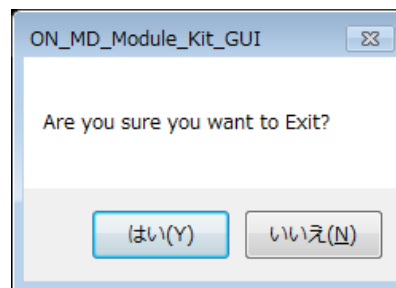 ON_MD_Module_Kit_GUI
Are you sure you want to Exit?
はい(Y) いいえ(N)